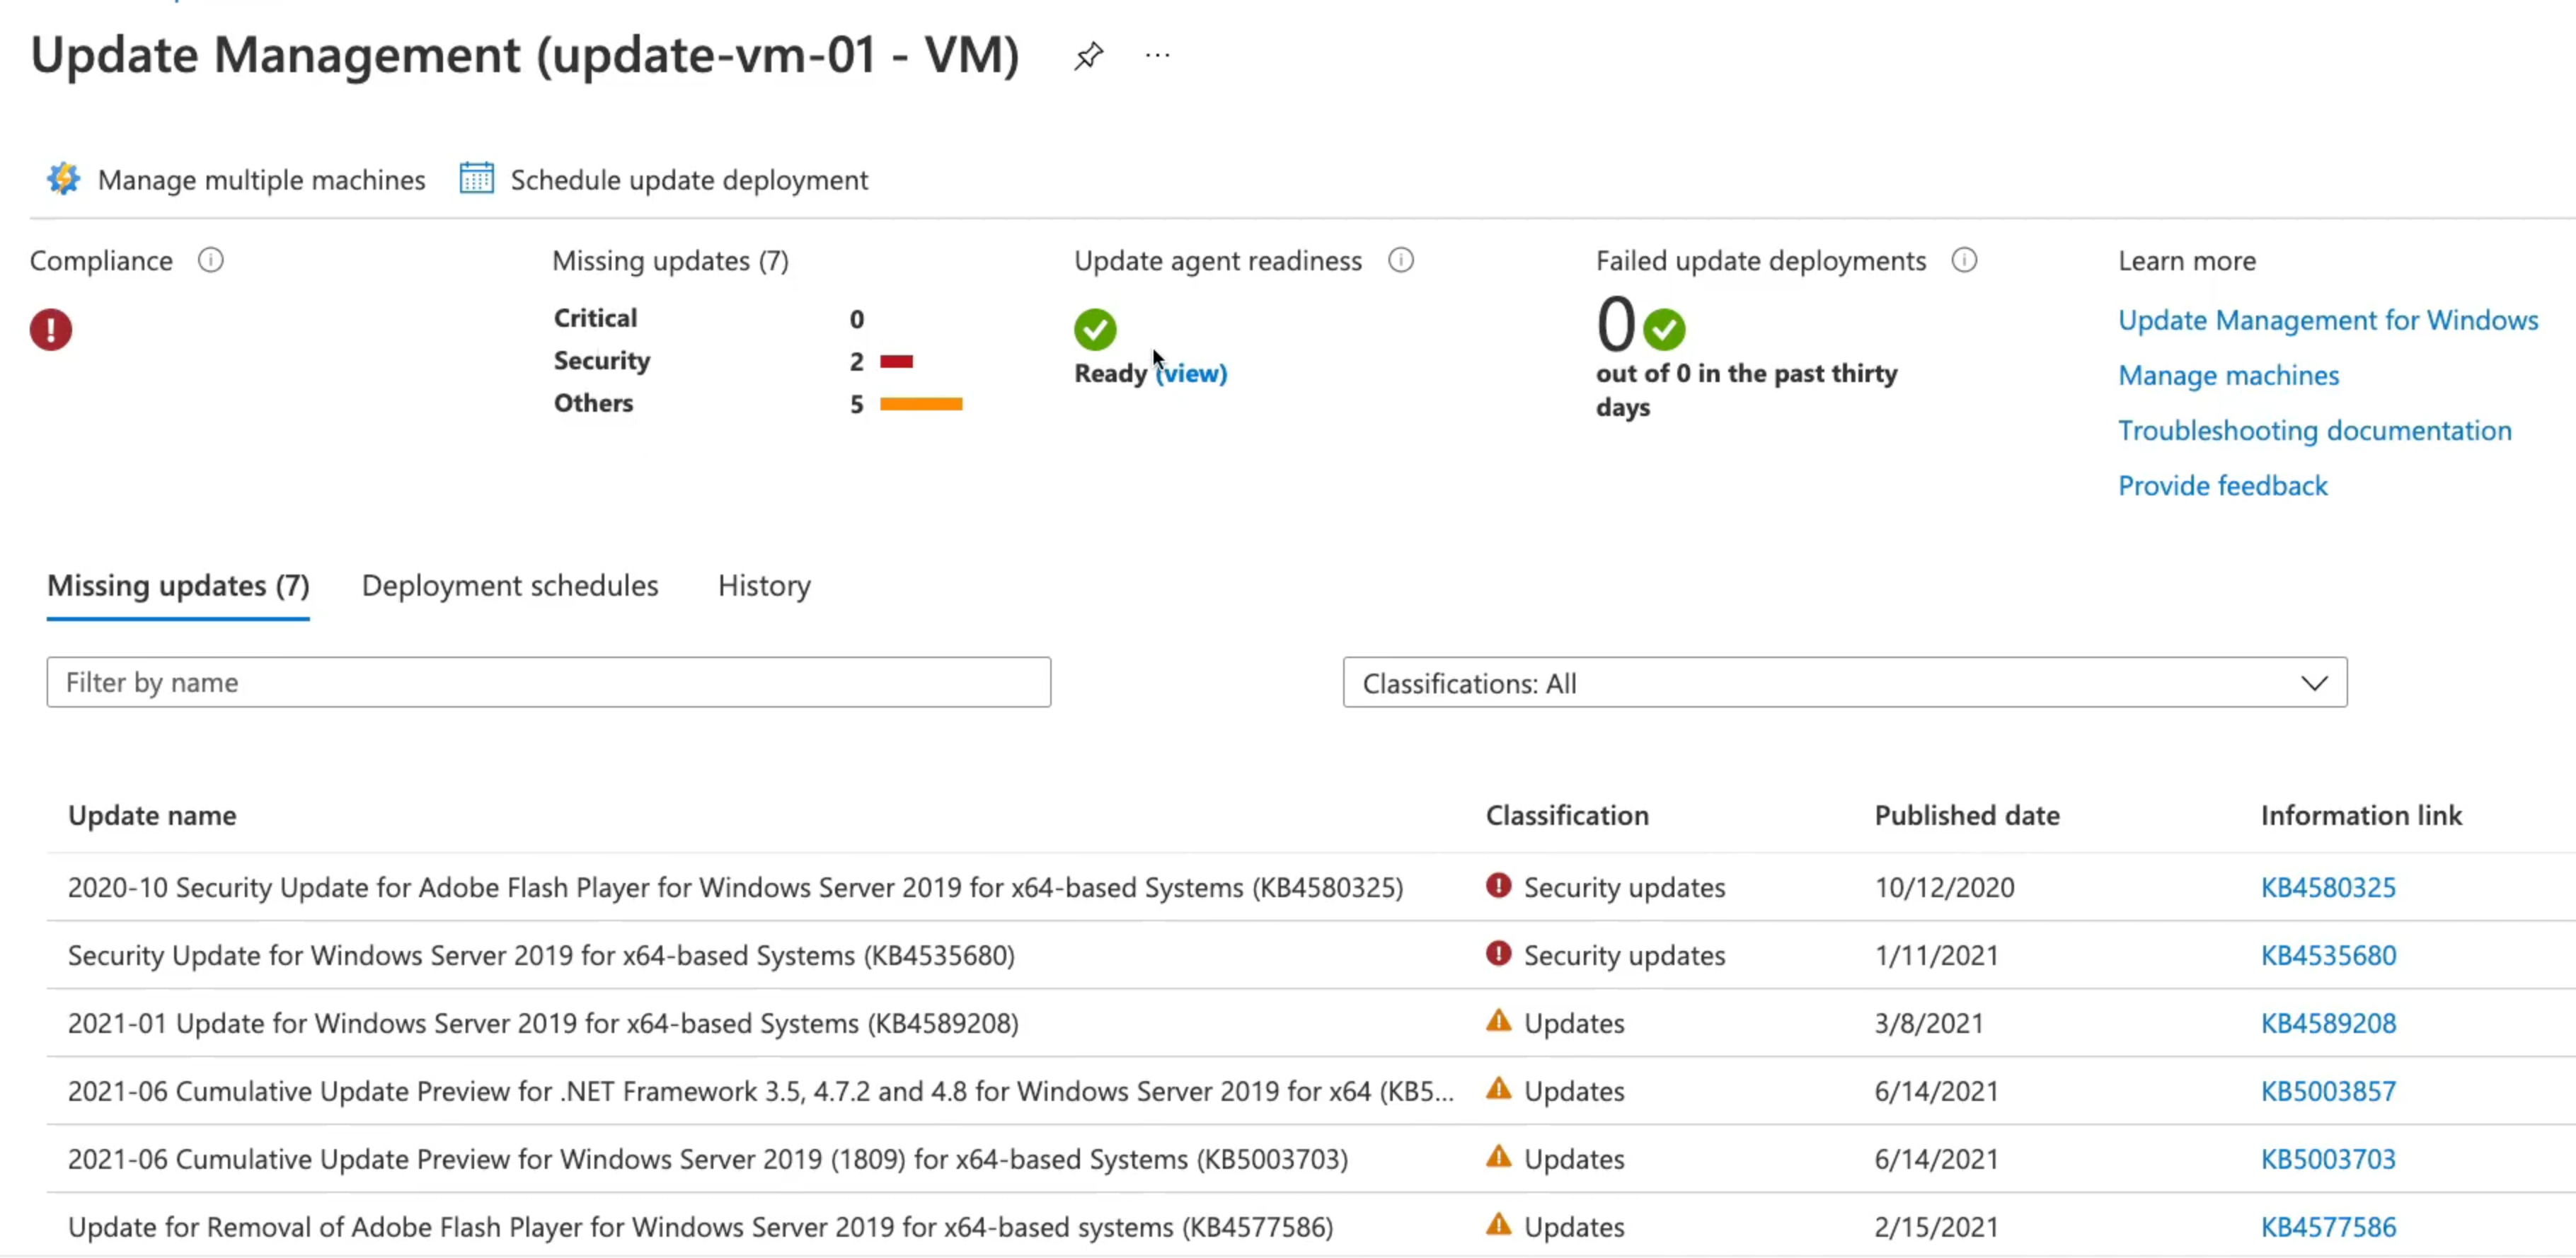 Update Management (update-vm-01 - VM) ...
Manage multiple machines Schedule update deployment
Compliance
Missing updates (7)
Critical 0
Security 2
Others 5
Update agent readiness
Ready (view)
Failed update deployments
0
out of 0 in the past thirty
days
Learn more
Update Management for Windows
Manage machines
Troubleshooting documentation
Provide feedback
Missing updates (7) Deployment schedules History
Filter by name Classifications: All
Update name Classification Published date Information link
2020-10 Security Update for Adobe Flash Player for Windows Server 2019 for x64-based Systems (KB4580325) Security updates 10/12/2020 KB4580325
Security Update for Windows Server 2019 for x64-based Systems (KB4535680) Security updates 1/11/2021 KB4535680
2021-01 Update for Windows Server 2019 for x64-based Systems (KB4589208) Updates 3/8/2021 KB4589208
2021-06 Cumulative Update Preview for .NET Framework 3.5, 4.7.2 and 4.8 for Windows Server 2019 for x64 (KB5... Updates 6/14/2021 KB5003857
2021-06 Cumulative Update Preview for Windows Server 2019 (1809) for x64-based Systems (KB5003703) Updates 6/14/2021 KB5003703
Update for Removal of Adobe Flash Player for Windows Server 2019 for x64-based systems (KB4577586) Updates 2/15/2021 KB4577586